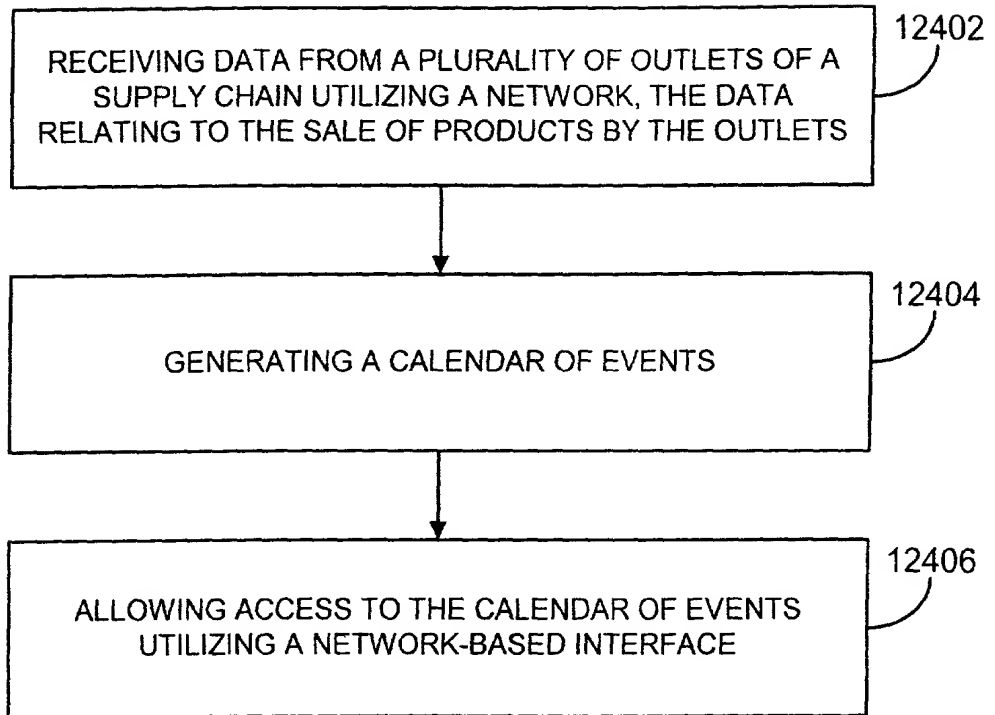 12402
RECEIVING DATA FROM A PLURALITY OF OUTLETS OF A
SUPPLY CHAIN UTILIZING A NETWORK, THE DATA
RELATING TO THE SALE OF PRODUCTS BY THE OUTLETS
12404
GENERATING A CALENDAR OF EVENTS
12406
ALLOWING ACCESS TO THE CALENDAR OF EVENTS
UTILIZING A NETWORK-BASED INTERFACE